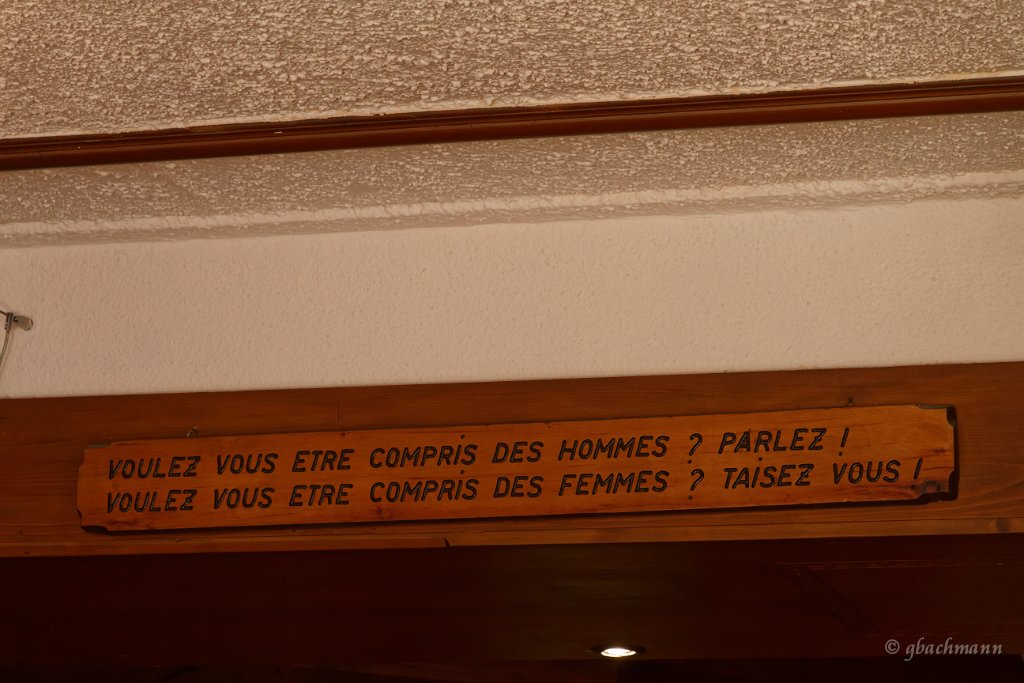 VOULEZ VOUS ETRE COMPRIS DES HOMMES ? PARLEZ !
VOULEZ VOUS ETRE COMPRIS DES FEMMES ? TAISEZ VOUS !
© gbachmann